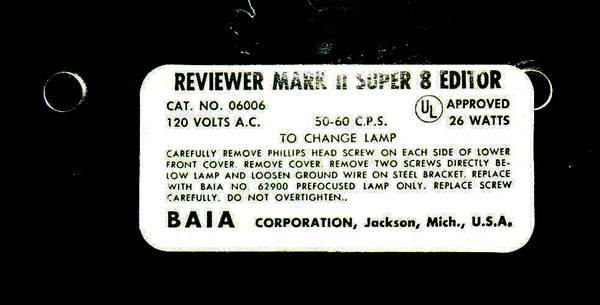 REVIEWER MARK II SUPER 8 EDITOR
CAT. NO. 06006 UL APPROVED
120 VOLTS A.C. 50-60 C.P.S. 26 WATTS
TO CHANGE LAMP
CAREFULLY REMOVE PHILLIPS HEAD SCREW ON EACH SIDE OF LOWER
FRONT COVER. REMOVE COVER. REMOVE TWO SCREWS DIRECTLY BE-
LOW LAMP AND LOOSEN GROUND WIRE ON STEEL BRACKET. REPLACE
WITH BAIA NO. 62900 PREFOCUSED LAMP ONLY. REPLACE SCREW
CAREFULLY. DO NOT OVERTIGHTEN..
BAIA CORPORATION, Jackson, Mich., U.S.A.